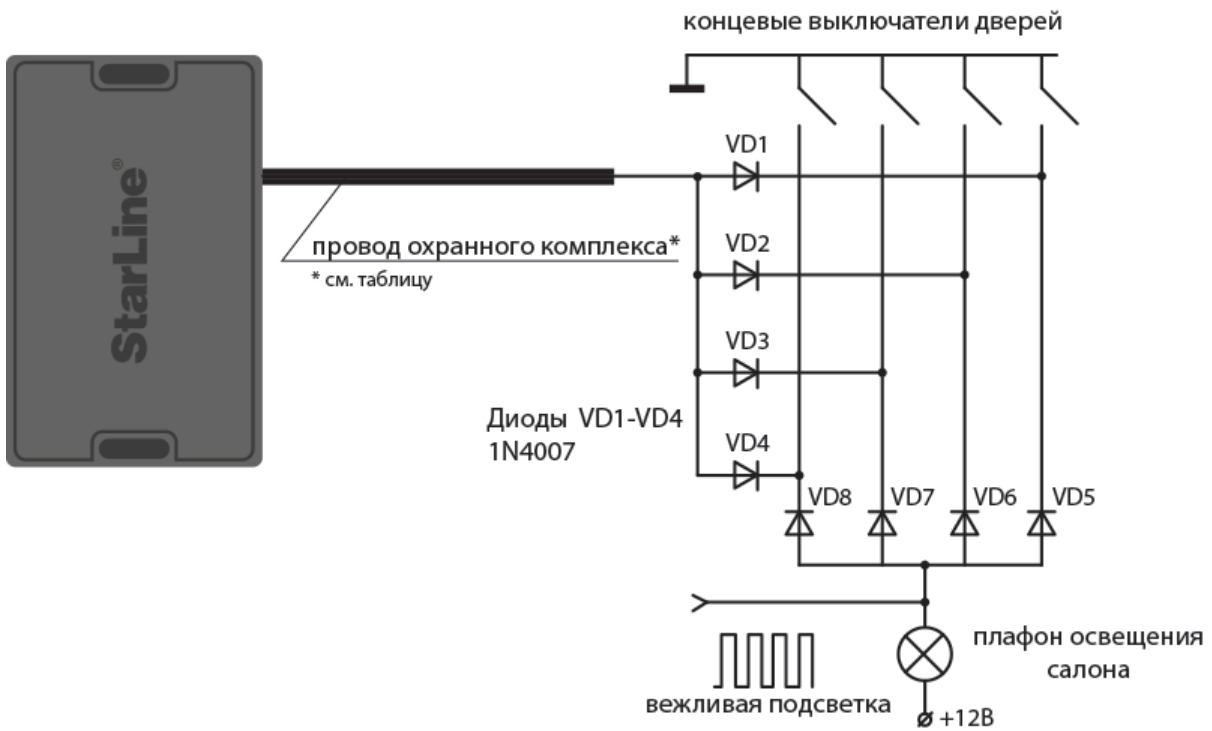 концевые выключатели дверей
StarLine®
VD1
провод охранного комплекса*
* см. таблицу
VD2
VD3
Диоды VD1-VD4
1N4007
VD4
VD8
VD7
VD6
VD5
плафон освещения
салона
вежливая подсветка
+12В